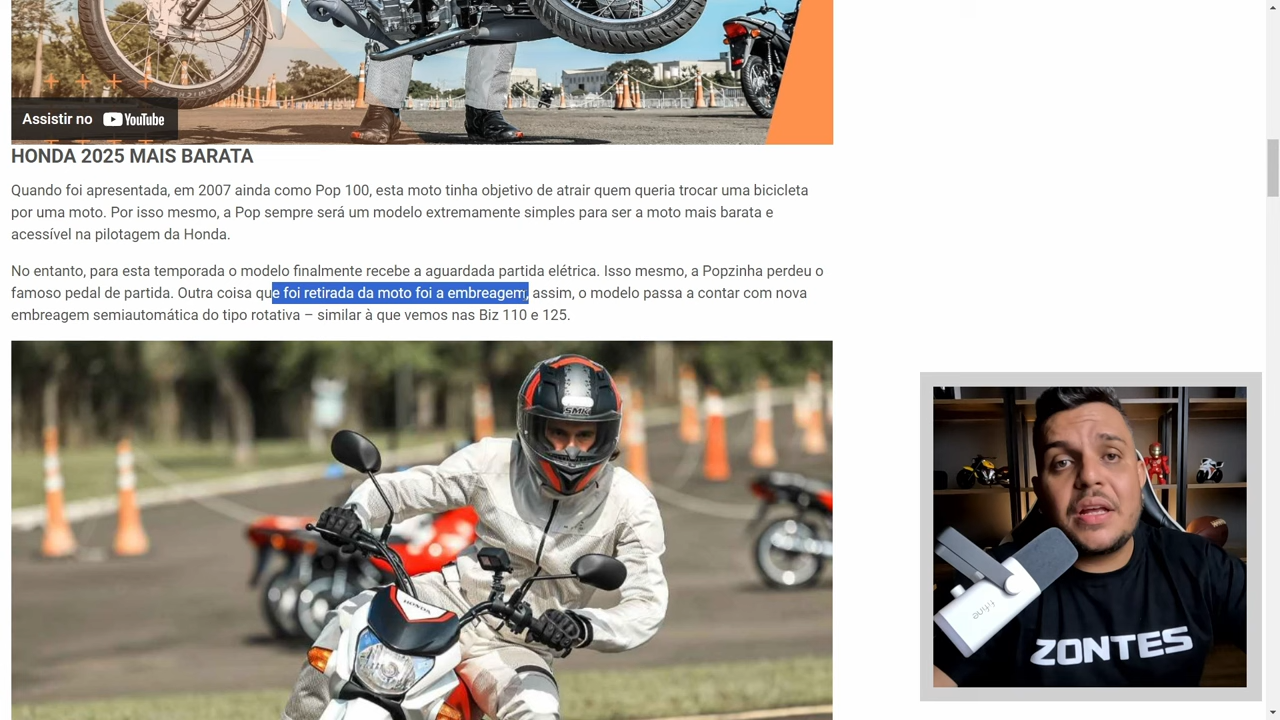 Assistir no YouTube
HONDA 2025 MAIS BARATA
Quando foi apresentada, em 2007 ainda como Pop 100, esta moto tinha objetivo de atrair quem queria trocar uma bicicleta
por uma moto. Por isso mesmo, a Pop sempre será um modelo extremamente simples para ser a moto mais barata e
acessível na pilotagem da Honda.
No entanto, para esta temporada o modelo finalmente recebe a aguardada partida elétrica. Isso mesmo, a Popzinha perdeu o
famoso pedal de partida. Outra coisa que foi retirada da moto foi a embreagem, assim, o modelo passa a contar com nova
embreagem semiautomática do tipo rotativa – similar à que vemos nas Biz 110 e 125.
SMK
HONDA
fifine
ZONTES